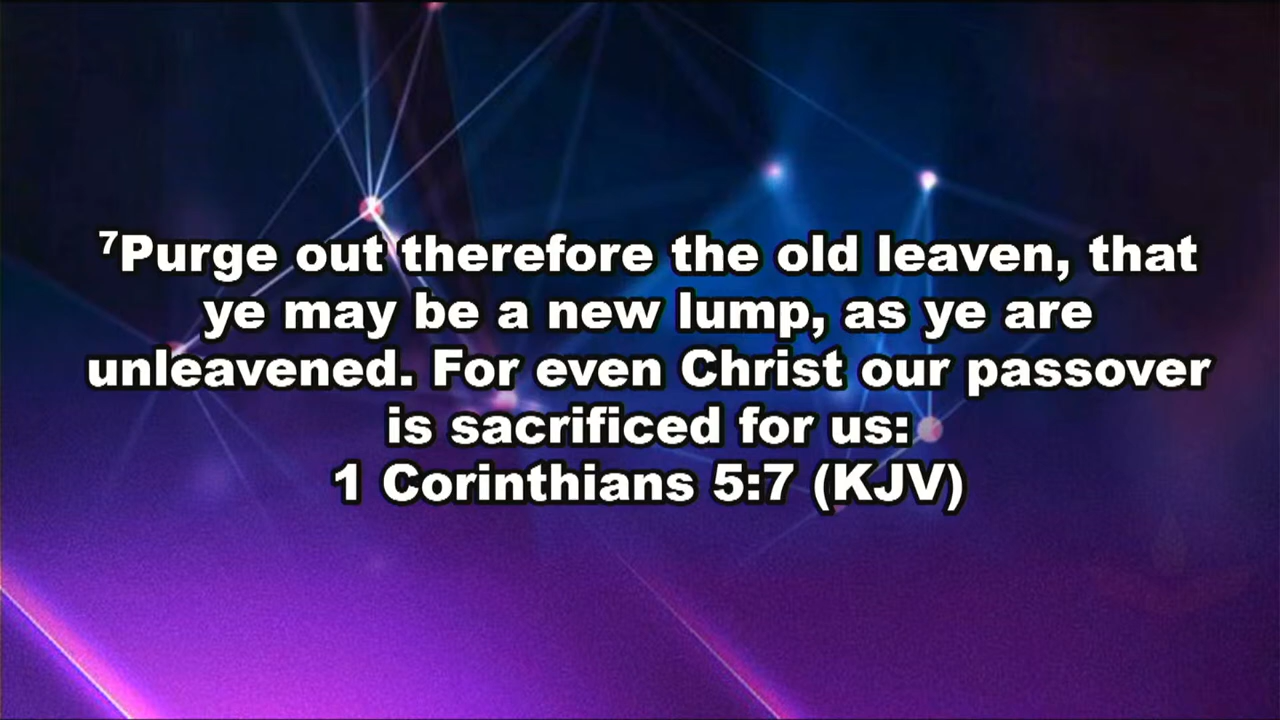 ⁷Purge out therefore the old leaven, that
ye may be a new lump, as ye are
unleavened. For even Christ our passover
is sacrificed for us:
1 Corinthians 5:7 (KJV)